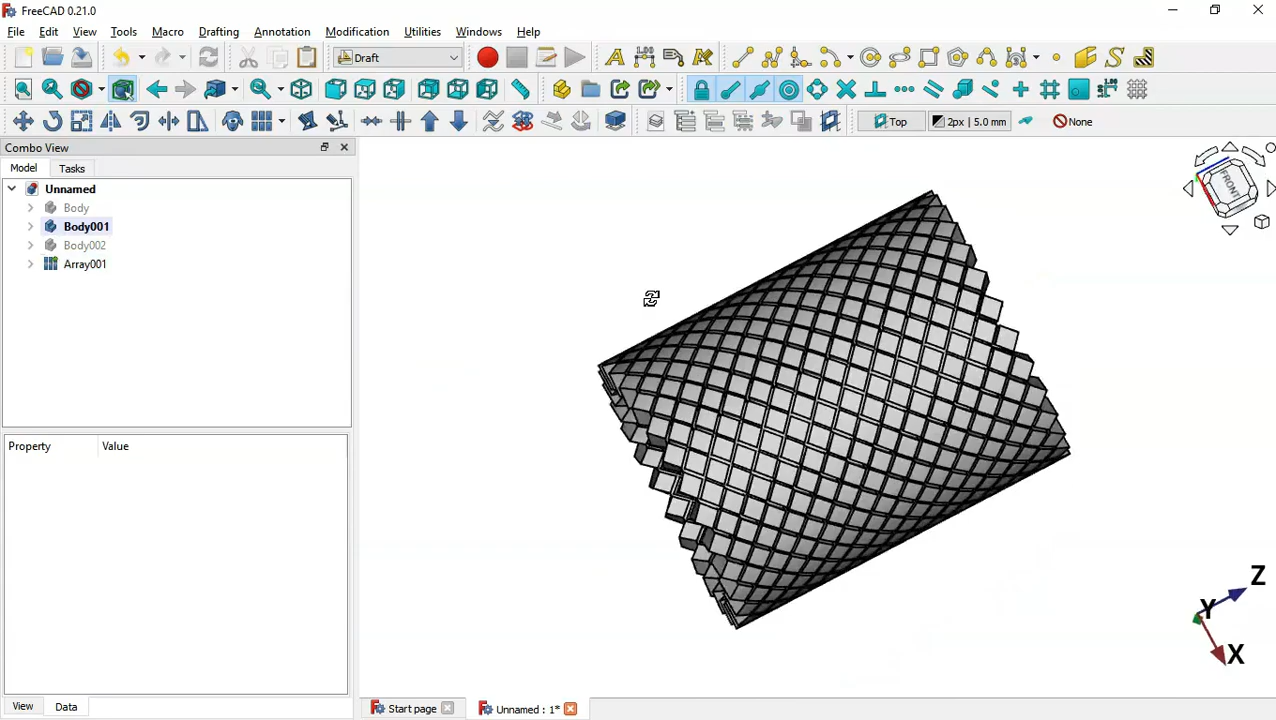 FreeCAD 0.21.0
File Edit View Tools Macro Drafting Annotation Modification Utilities Windows Help
Draft
Top 2px | 5.0 mm None
Combo View
Model Tasks
Unnamed
Body
Body001
Body002
Array001
FRONT
Property Value
Z
Y
X
View Data
Start page Unnamed : 1*